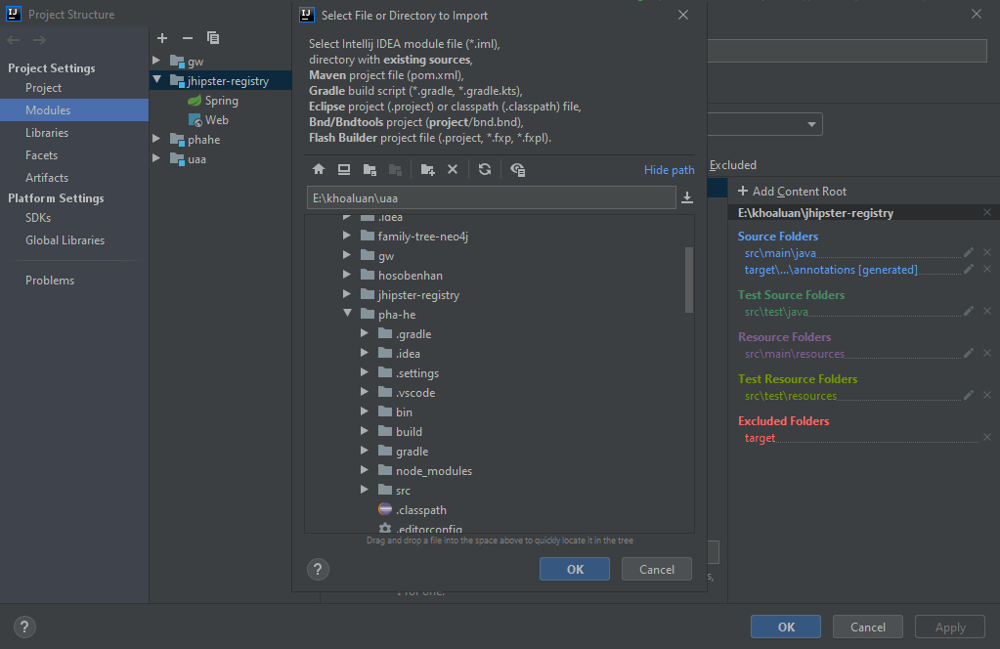 Project Structure
Project Settings
Project
Modules
Libraries
Facets
Artifacts
Platform Settings
SDKs
Global Libraries
Problems
gw
jhipster-registry
Spring
Web
phahe
uaa
Select File or Directory to Import
Select Intellij IDEA module file (*.iml),
directory with existing sources,
Maven project file (pom.xml),
Gradle build script (*.gradle, *.gradle.kts),
Eclipse project (.project) or classpath (.classpath) file,
Bnd/Bndtools project (project/bnd.bnd),
Flash Builder project file (.project, *.fxp, *.fxpl).
Hide path
E:\khoaluan\uaa
.idea
family-tree-neo4j
gw
hosobenhan
jhipster-registry
pha-he
.gradle
.idea
.settings
.vscode
bin
build
gradle
node_modules
src
.classpath
.editorconfig
Drag and drop a file into the space above to quickly locate it in the tree
? OK Cancel
Excluded
+ Add Content Root
E:\khoaluan\jhipster-registry
Source Folders
src\main\java
target\...\annotations [generated]
Test Source Folders
src\test\java
Resource Folders
src\main\resources
Test Resource Folders
src\test\resources
Excluded Folders
target
s,
for one.
? OK Cancel Apply